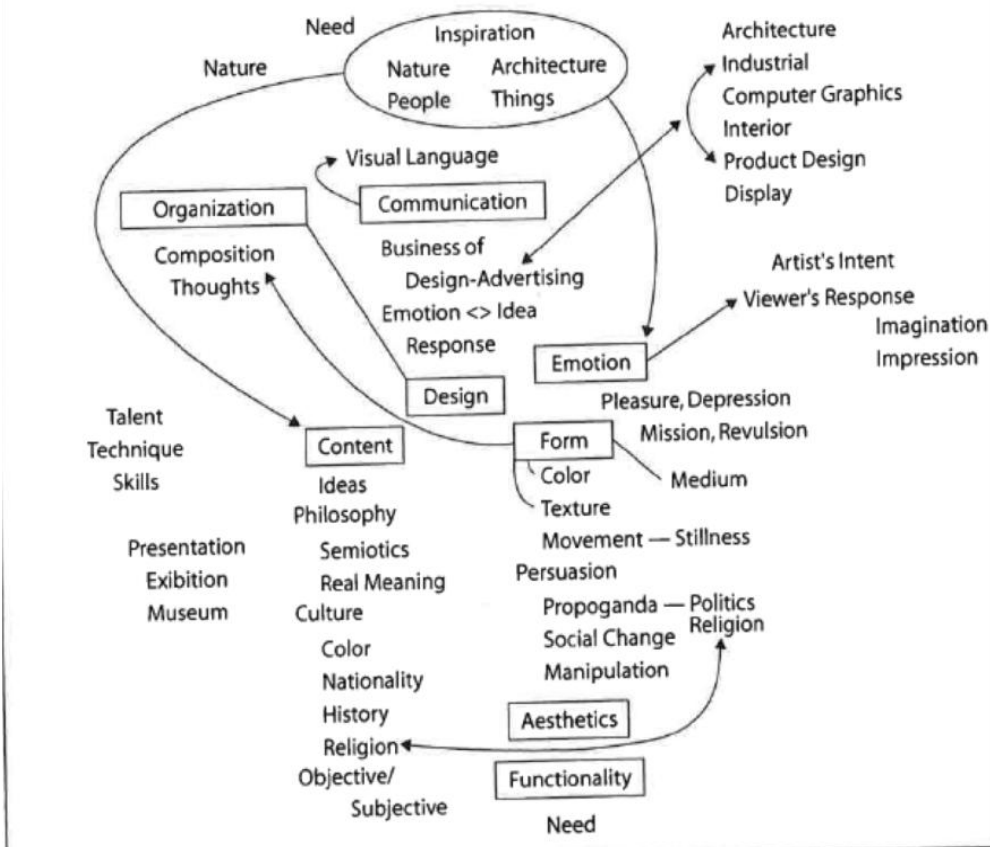 Need
Inspiration
Nature
Nature Architecture
People Things
Architecture
Industrial
Computer Graphics
Interior
Product Design
Display
Visual Language
Communication
Organization
Composition
Thoughts
Business of
Design-Advertising
Emotion <> Idea
Response
Artist's Intent
Viewer's Response
Imagination
Impression
Emotion
Design
Pleasure, Depression
Mission, Revulsion
Talent
Technique
Skills
Content
Ideas
Philosophy
Semiotics
Real Meaning
Culture
Color
Nationality
History
Religion
Objective/
Subjective
Form
Color
Medium
Texture
Movement — Stillness
Persuasion
Propoganda — Politics
Religion
Social Change
Manipulation
Presentation
Exibition
Museum
Aesthetics
Functionality
Need